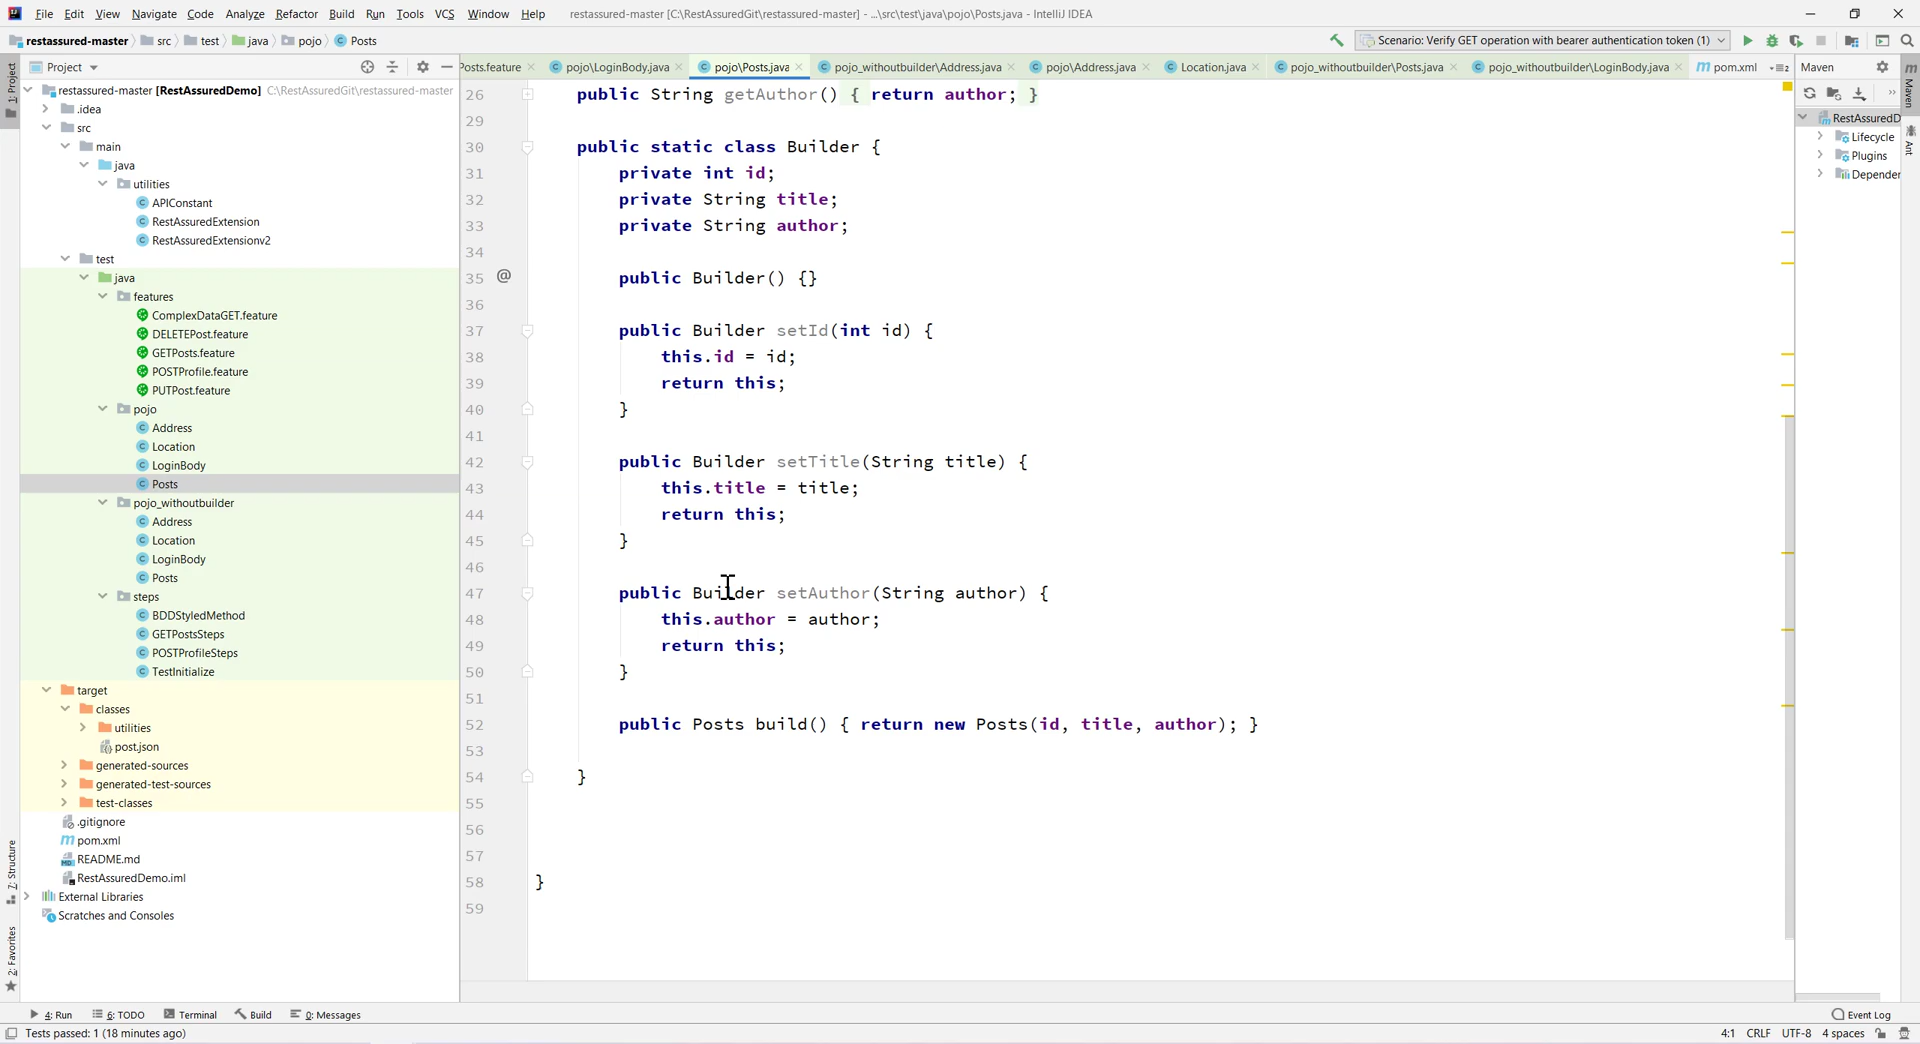 File Edit View Navigate Code Analyze Refactor Build Run Tools VCS Window Help restassured-master [C:\RestAssuredGit\restassured-master] - ...\src\test\java\pojo\Posts.java - IntelliJ IDEA
restassured-master src test java pojo Posts Scenario: Verify GET operation with bearer authentication token (1)
1: Project
Project
Posts.feature pojo\LoginBody.java pojo\Posts.java pojo_withoutbuilder\Address.java pojo\Address.java Location.java pojo_withoutbuilder\Posts.java pojo_withoutbuilder\LoginBody.java pom.xml Maven
restassured-master [RestAssuredDemo] C:\RestAssuredGit\restassured-master
.idea
src
main
java
utilities
APIConstant
RestAssuredExtension
RestAssuredExtensionv2
test
java
features
ComplexDataGET.feature
DELETEPost.feature
GETPosts.feature
POSTProfile.feature
PUTPost.feature
pojo
Address
Location
LoginBody
Posts
pojo_withoutbuilder
Address
Location
LoginBody
Posts
steps
BDDStyledMethod
GETPostsSteps
POSTProfileSteps
TestInitialize
target
classes
utilities
post.json
generated-sources
generated-test-sources
test-classes
.gitignore
pom.xml
README.md
RestAssuredDemo.iml
External Libraries
Scratches and Consoles
26 public String getAuthor() { return author; }
29
30 public static class Builder {
31 private int id;
32 private String title;
33 private String author;
34
35 @ public Builder() {}
36
37 public Builder setId(int id) {
38 this.id = id;
39 return this;
40 }
41
42 public Builder setTitle(String title) {
43 this.title = title;
44 return this;
45 }
46
47 public Builder setAuthor(String author) {
48 this.author = author;
49 return this;
50 }
51
52 public Posts build() { return new Posts(id, title, author); }
53
54 }
55
56
57
58 }
59
RestAssuredD
Lifecycle
Plugins
Depender
Maven
Ant
Z: Structure
2: Favorites
4: Run 6: TODO Terminal Build 0: Messages Event Log
Tests passed: 1 (18 minutes ago) 4:1 CRLF UTF-8 4 spaces